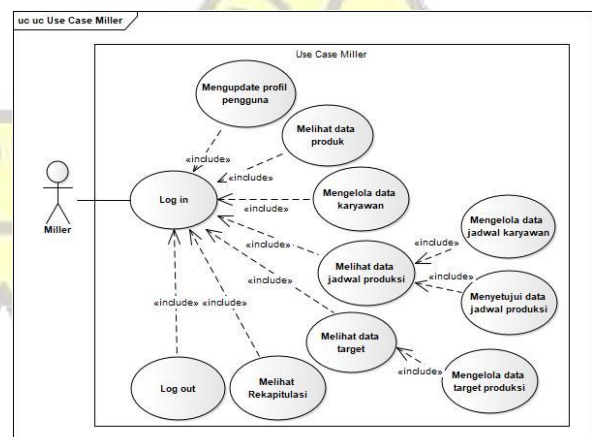 uc uc Use Case Miller
Use Case Miller
Mengupdate profil
pengguna
Melihat data
produk
«include»
«include»
Mengelola data
karyawan
Log in
«include»
Miller
Mengelola data
jadwal karyawan
«include»
Melihat data
jadwal produksi
«include»
«include»
Menyetujui data
jadwal produksi
«include»
«include»
«include»
Melihat data
target
«include»
Mengelola data
target produksi
Log out
Melihat
Rekapitulasi